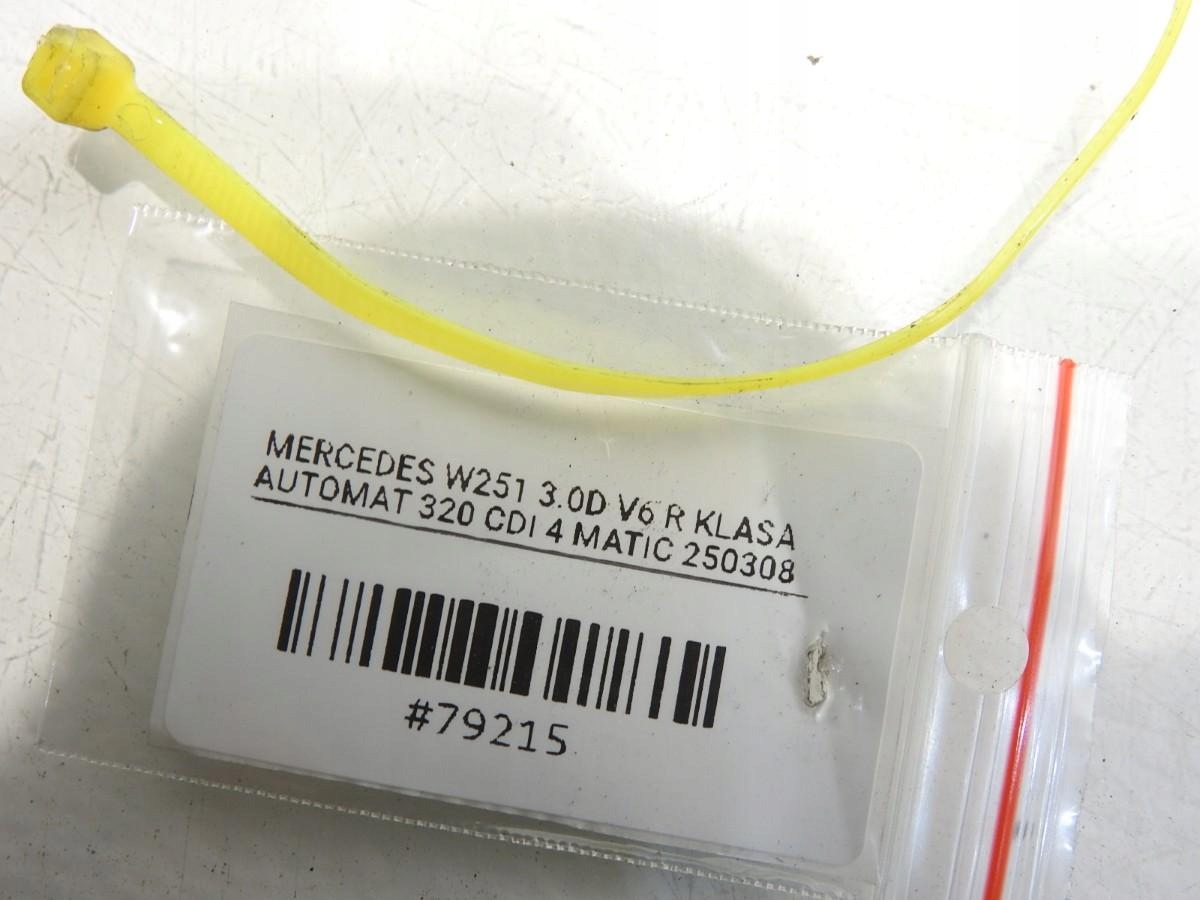 MERCEDES W251 3.0D V6 R KLASA
AUTOMAT 320 CDI 4 MATIC 250308
#79215